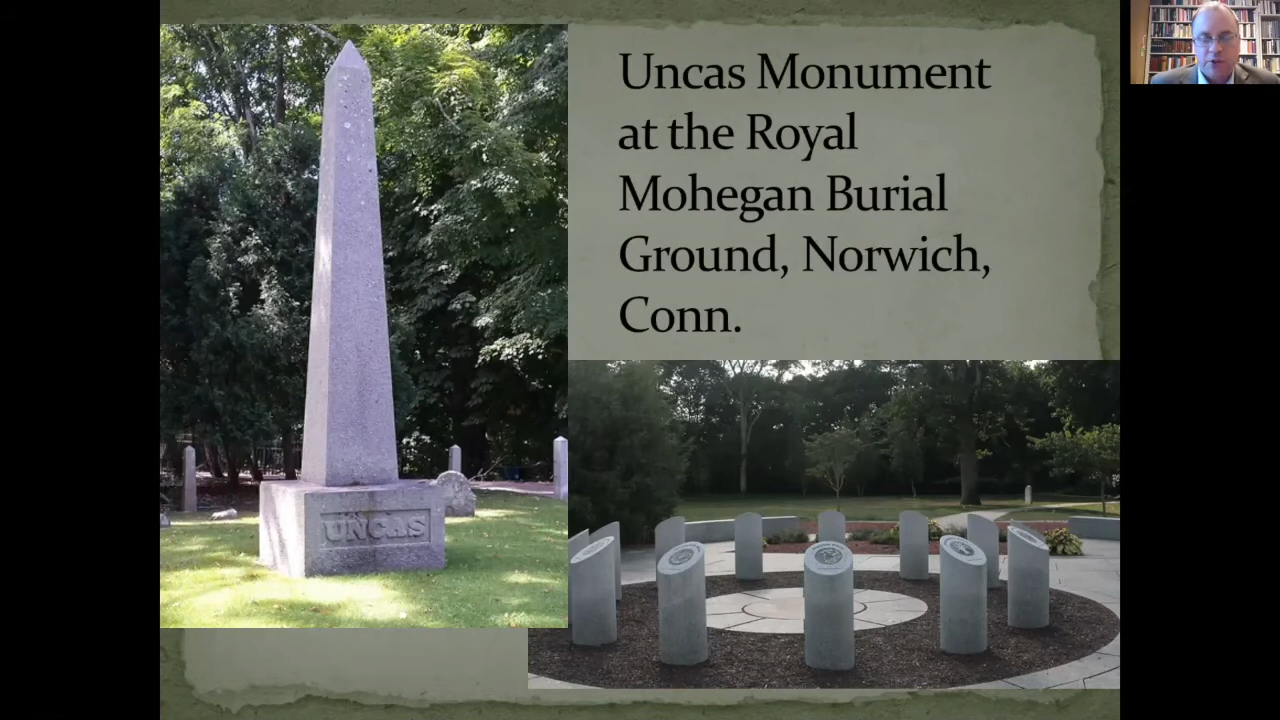 Uncas Monument
at the Royal
Mohegan Burial
Ground, Norwich,
Conn.
UNCAS